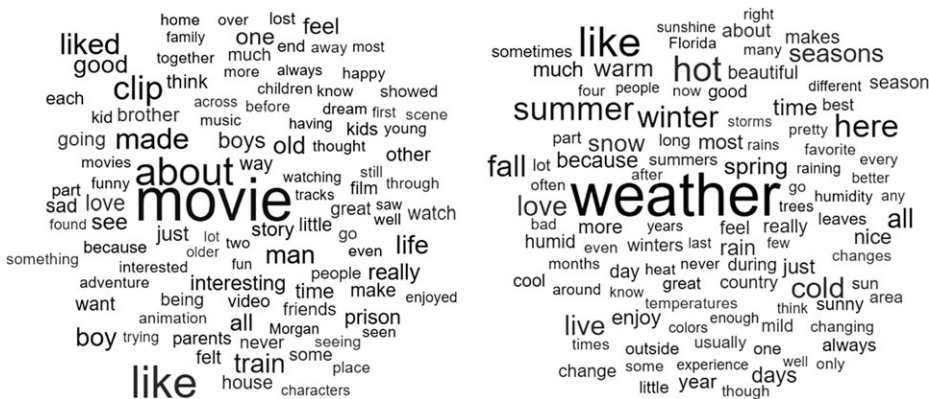 home over lost feel
liked family one
good together much end away most
clip think more always happy
each children know showed
kid brother across before dream first scene
going made music having kids young
boys old thought other
movies about way watching still
part funny movie tracks film through
sad love great saw
found see story little well watch
just lot two go
because older man even life
something interested fun people really
adventure interesting time make enjoyed
want being video friends
animation all Morgan prison
boy trying parents never seeing seen
felt train some place
like house characters
right
sometimes like sunshine about makes
Florida many seasons
much warm hot beautiful
four people now good different season
summer winter storms time best
part snow long most rains pretty here
fall lot because summers spring favorite every
often after raining better
love weather go humidity any
trees
bad more years feel really leaves all
humid even winters last rain few nice
months day heat never during just changes
cool around know great country cold sun
temperatures think sunny area
live enjoy enough mild changing
times colors usually one always
outside
change some experience well only
little year though days